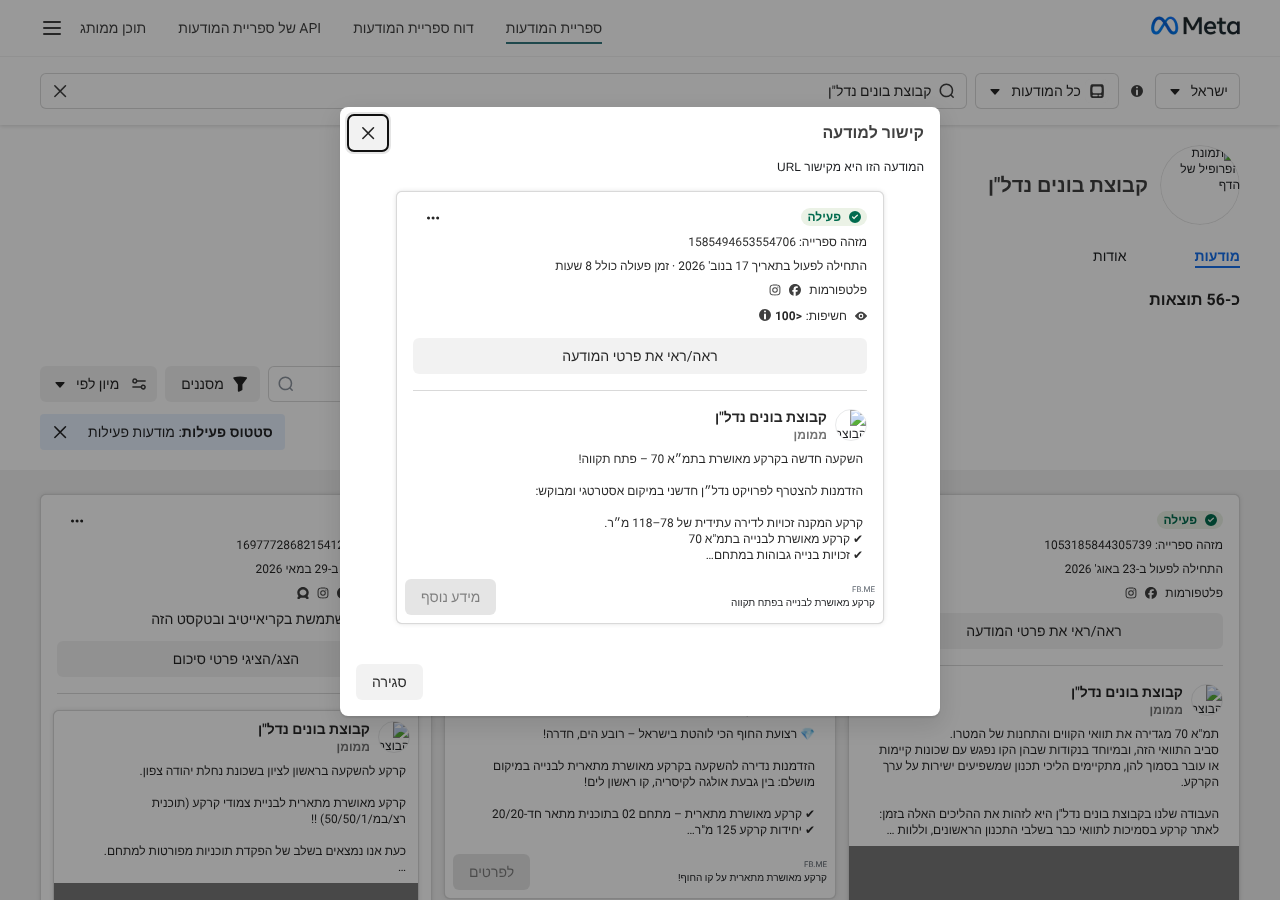 Meta
ספריית המודעות
דוח ספריית המודעות
API של ספריית המודעות
תוכן ממותג
ישראל
כל המודעות
קבוצת בונים נדל"ן
תמונת
הפרופיל של
הדף
קבוצת בונים נדל"ן
מודעות
אודות
כ-56 תוצאות
מסננים
מיון לפי
סטטוס פעילות: מודעות פעילות
קישור למודעה
המודעה הזו היא מקישור URL
פעילה
מזהה ספרייה: 1585494653554706
התחילה לפעול בתאריך 17 בנוב' 2026 · זמן פעולה כולל 8 שעות
פלטפורמות
חשיפות: <100
ראה/ראי את פרטי המודעה
קבוצת בונים נדל"ן
ממומן
השקעה חדשה בקרקע מאושרת בתמ״א 70 – פתח תקווה!
הזדמנות להצטרף לפרויקט נדל״ן חדשני במיקום אסטרטגי ומבוקש:
קרקע המקנה זכויות לדירה עתידית של 78–118 מ״ר.
✔ קרקע מאושרת לבנייה בתמ"א 70
✔ זכויות בנייה גבוהות במתחם...
FB.ME
קרקע מאושרת לבנייה בפתח תקווה
מידע נוסף
סגירה
פעילה
מזהה ספרייה: 1053185844305739
התחילה לפעול ב-23 באוג' 2026
פלטפורמות
ראה/ראי את פרטי המודעה
קבוצת בונים נדל"ן
ממומן
תמ"א 70 מגדירה את תוואי הקווים והתחנות של המטרו.
סביב התוואי הזה, ובמיוחד בנקודות שבהן הקו נפגש עם שכונות קיימות
או עובר בסמוך להן, מתקיימים הליכי תכנון שמשפיעים ישירות על ערך
הקרקע.
העבודה שלנו בקבוצת בונים נדל"ן היא לזהות את ההליכים האלה בזמן:
לאתר קרקע בסמיכות לתוואי כבר בשלבי התכנון הראשונים, וללוות ...
💎 רצועת החוף הכי לוהטת בישראל – רובע הים, חדרה!
הזדמנות נדירה להשקעה בקרקע מאושרת מתארית לבנייה במיקום
מושלם: בין גבעת אולגה לקיסריה, קו ראשון לים!
✔ קרקע מאושרת מתארית – מתחם 02 בתוכנית מתאר חד-20/20
✔ יחידות קרקע 125 מ"ר...
FB.ME
קרקע מאושרת מתארית על קו החוף!
לפרטים
1697772868215412
ב-29 במאי 2026
שתמשת בקריאייטיב ובטקסט הזה
הצג/הציגי פרטי סיכום
קבוצת בונים נדל"ן
ממומן
קרקע להשקעה בראשון לציון בשכונת נחלת יהודה צפון.
קרקע מאושרת מתארית לבניית צמודי קרקע (תוכנית
רצ/במ/50/50/1) !!
כעת אנו נמצאים בשלב של הפקדת תוכניות מפורטות למתחם.
...